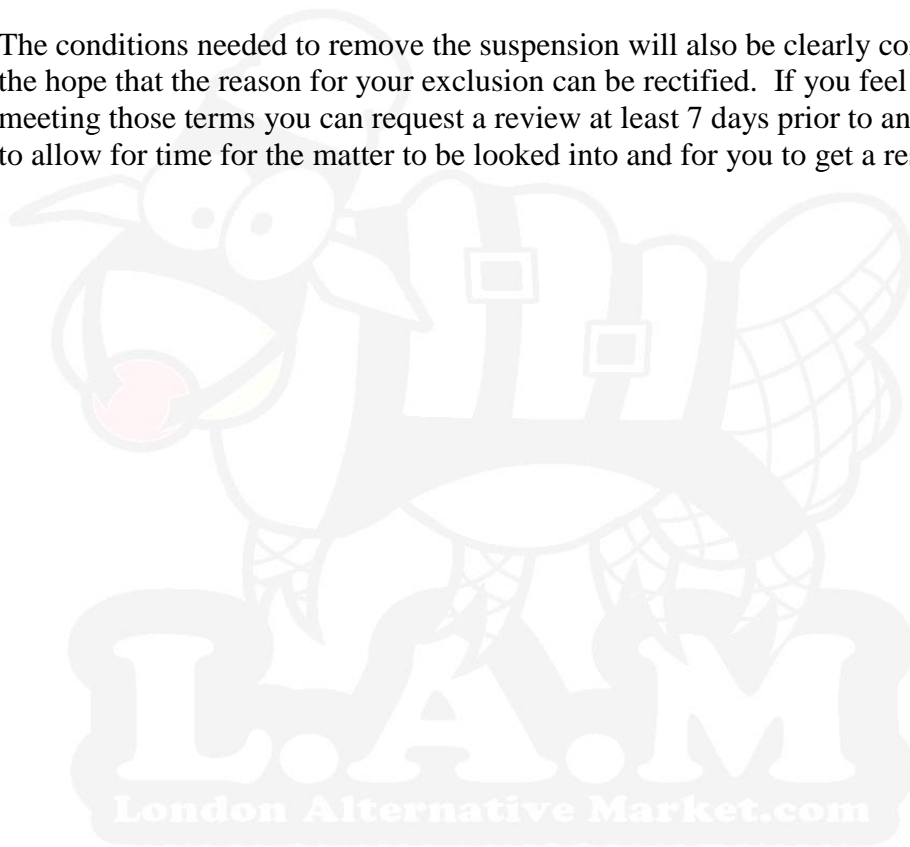 The conditions needed to remove the suspension will also be clearly
the hope that the reason for your exclusion can be rectified.  If you feel
meeting those terms you can request a review at least 7 days prior to
to allow for time for the matter to be looked into and for you to get a
L.A.M
London Alternative Market.com